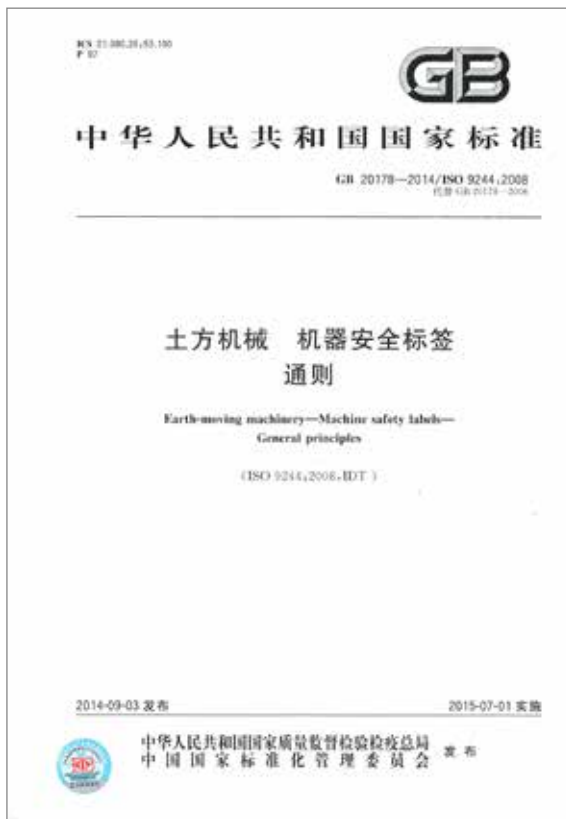 ICS 21.080.20;53.100
P 97
GB
中华人民共和国国家标准
GB 20178—2014/ISO 9244:2008
代替 GB 20178—2006
土方机械 机器安全标签
通则
Earth-moving machinery—Machine safety labels—
General principles
(ISO 9244:2008,IDT)
2014-09-03 发布
2015-07-01 实施
中华人民共和国国家质量监督检验检疫总局
中国国家标准化管理委员会
发布